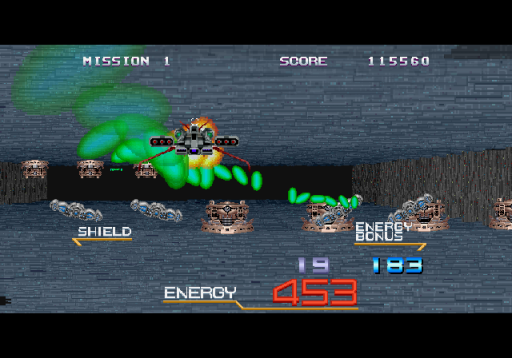 MISSION 1 SCORE 115560
SHIELD
ENERGY
BONUS
19 183
ENERGY 453